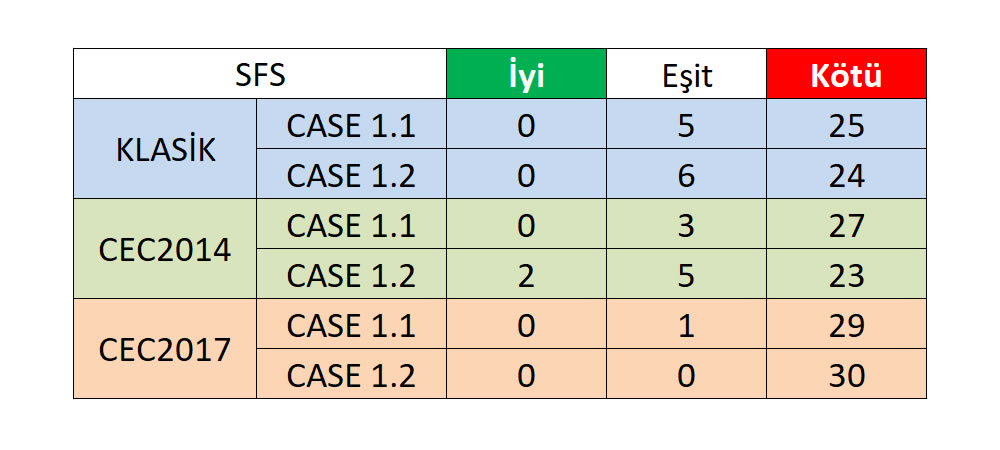 SFS İyi Eşit Kötü
KLASİK CASE 1.1 0 5 25
CASE 1.2 0 6 24
CEC2014 CASE 1.1 0 3 27
CASE 1.2 2 5 23
CEC2017 CASE 1.1 0 1 29
CASE 1.2 0 0 30